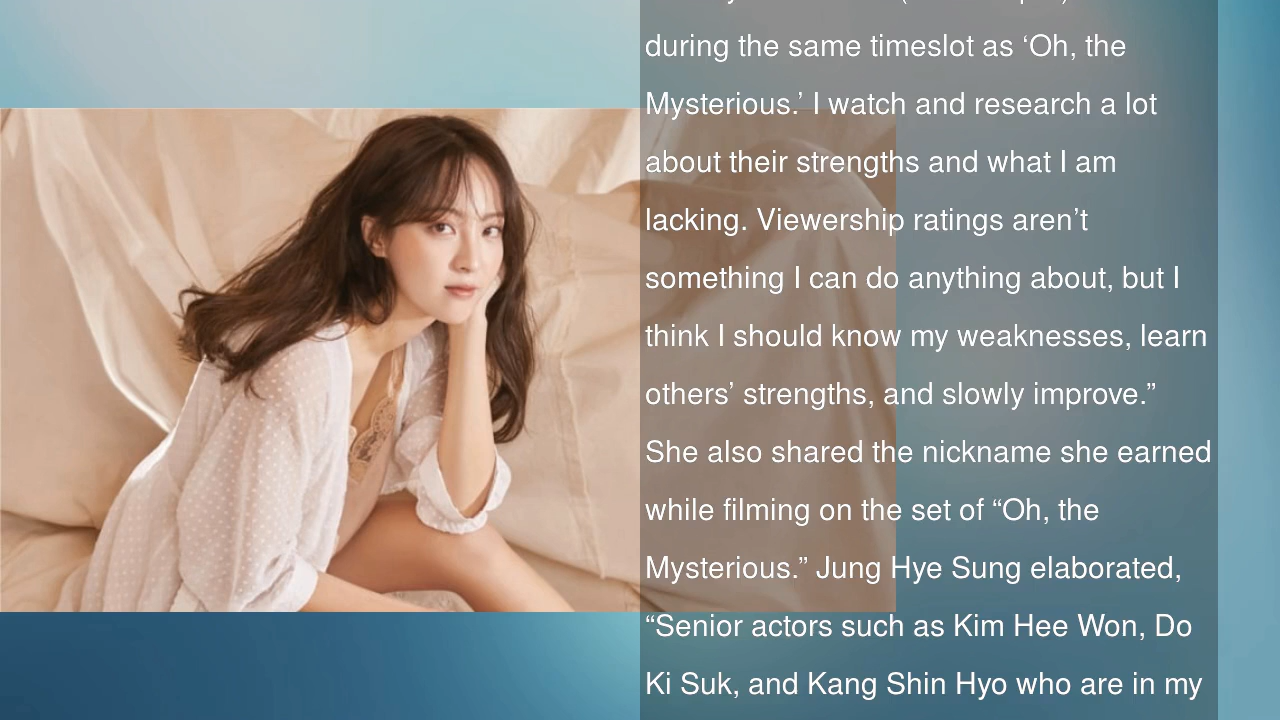 during the same timeslot as ‘Oh, the
Mysterious.’ I watch and research a lot
about their strengths and what I am
lacking. Viewership ratings aren’t
something I can do anything about, but I
think I should know my weaknesses, learn
others’ strengths, and slowly improve.”
She also shared the nickname she earned
while filming on the set of “Oh, the
Mysterious.” Jung Hye Sung elaborated,
“Senior actors such as Kim Hee Won, Do
Ki Suk, and Kang Shin Hyo who are in my